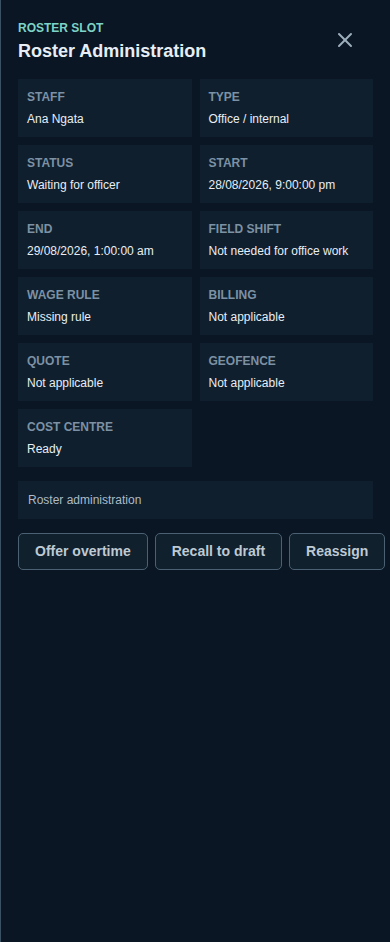 ROSTER SLOT
Roster Administration
STAFF
Ana Ngata
TYPE
Office / internal
STATUS
Waiting for officer
START
28/08/2026, 9:00:00 pm
END
29/08/2026, 1:00:00 am
FIELD SHIFT
Not needed for office work
WAGE RULE
Missing rule
BILLING
Not applicable
QUOTE
Not applicable
GEOFENCE
Not applicable
COST CENTRE
Ready
Roster administration
Offer overtime
Recall to draft
Reassign